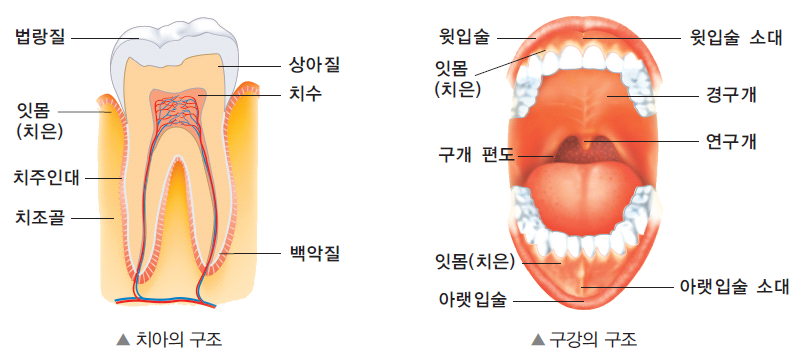 법랑질
상아질
치수
잇몸
(치은)
치주인대
치조골
백악질
▲ 치아의 구조
윗입술
윗입술 소대
잇몸
(치은)
경구개
연구개
구개 편도
잇몸(치은)
아랫입술 소대
아랫입술
▲ 구강의 구조